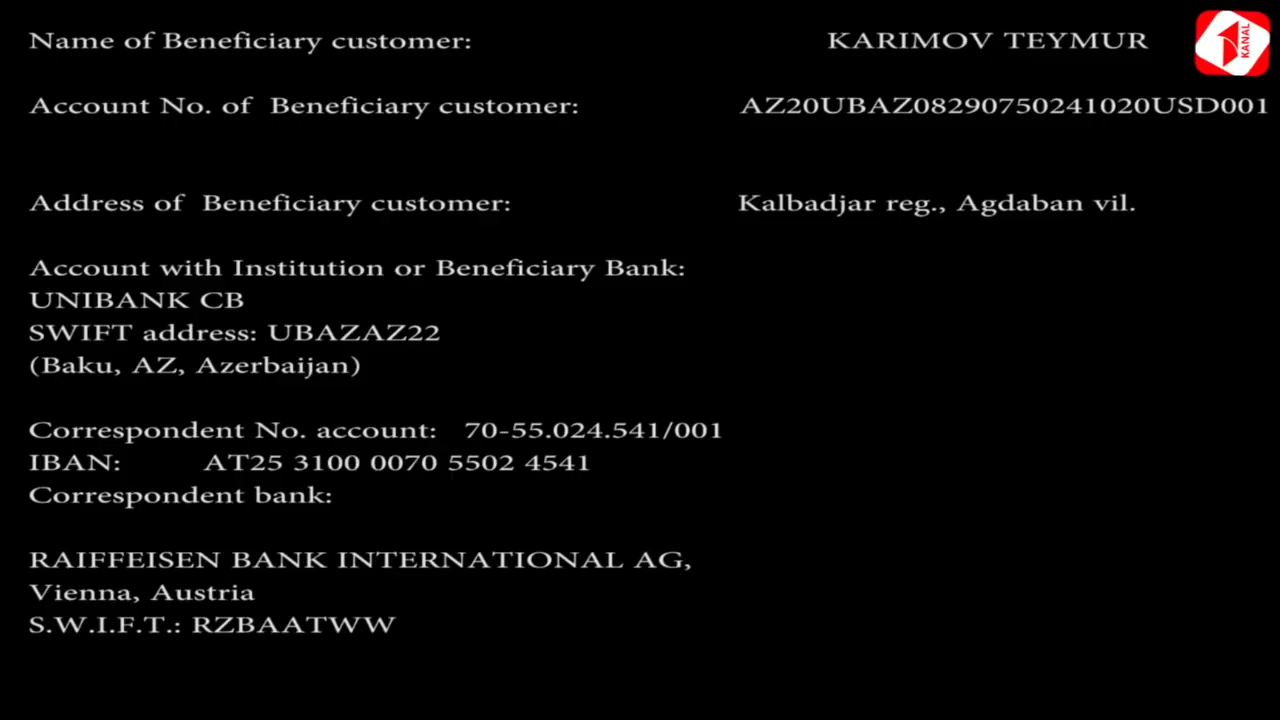 Name of Beneficiary customer: KARIMOV TEYMUR
KANAL
Account No. of Beneficiary customer: AZ20UBAZ08290750241020USD001
Address of Beneficiary customer: Kalbadjar reg., Agdaban vil.
Account with Institution or Beneficiary Bank:
UNIBANK CB
SWIFT address: UBAZAZ22
(Baku, AZ, Azerbaijan)
Correspondent No. account: 70-55.024.541/001
IBAN: AT25 3100 0070 5502 4541
Correspondent bank:
RAIFFEISEN BANK INTERNATIONAL AG,
Vienna, Austria
S.W.I.F.T.: RZBAATWW